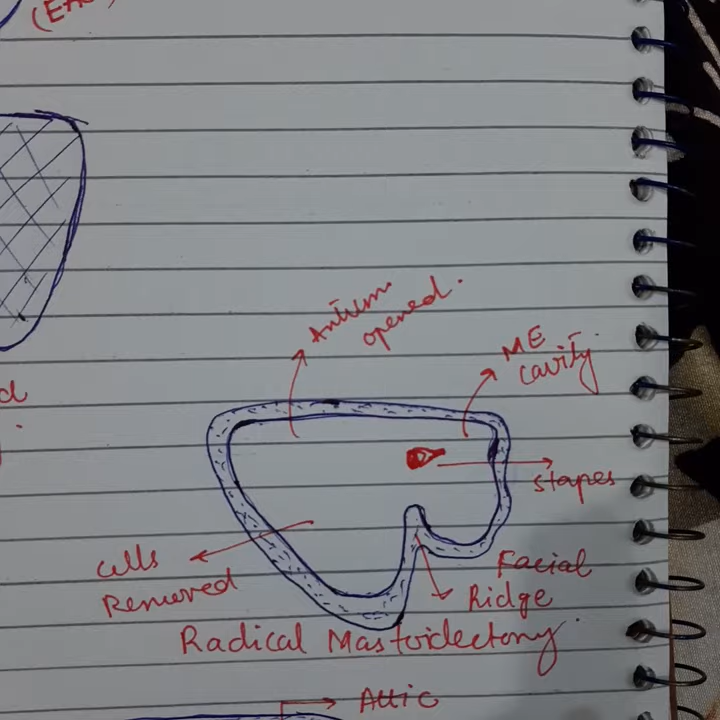 Antrum
opened.
ME
cavity.
Stapes
Cells
Removed
Facial
Ridge
Radical Mastoidectomy.
Attic